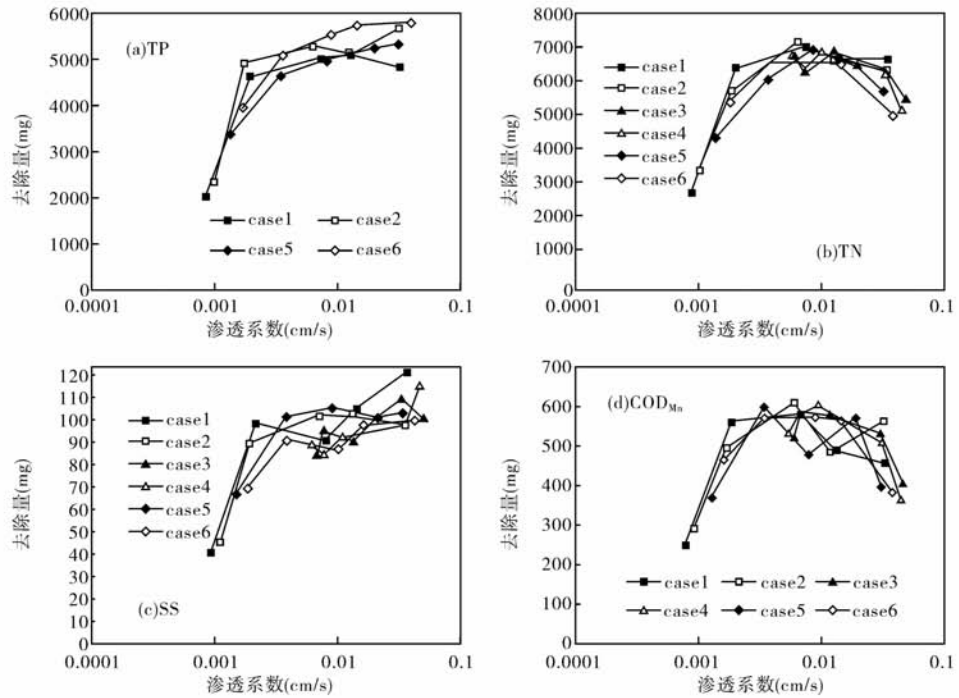 (a)TP
去除量(mg)
6000
5000
4000
3000
2000
1000
0
case1
case2
case5
case6
0.0001
0.001
0.01
0.1
渗透系数(cm/s)
(b)TN
去除量(mg)
8000
7000
6000
5000
4000
3000
2000
1000
0
case1
case2
case3
case4
case5
case6
0.0001
0.001
0.01
0.1
渗透系数(cm/s)
(c)SS
去除量(mg)
120
110
100
90
80
70
60
50
40
30
20
10
0
case1
case2
case3
case4
case5
case6
0.0001
0.001
0.01
0.1
渗透系数(cm/s)
(d)COD_Mn
去除量(mg)
700
600
500
400
300
200
100
0
case1
case2
case3
case4
case5
case6
0.0001
0.001
0.01
0.1
渗透系数(cm/s)